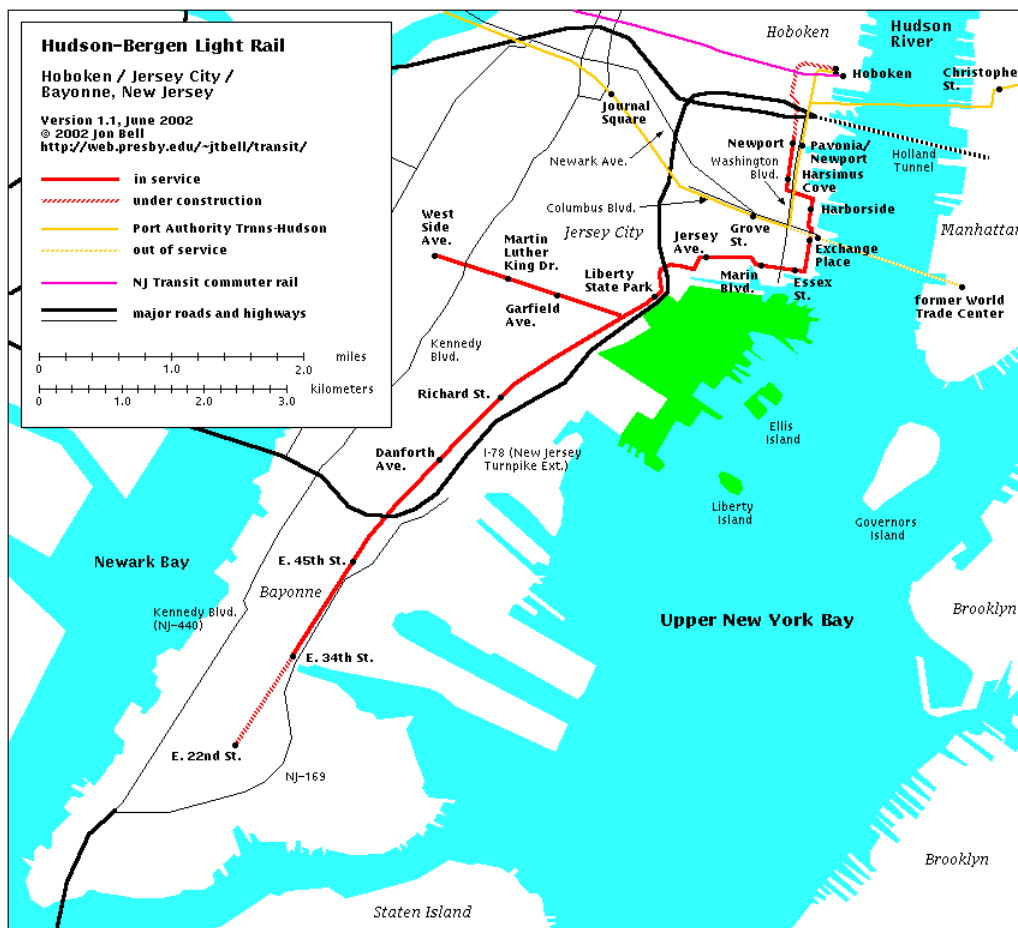 Hudson-Bergen Light Rail
Hoboken / Jersey City /
Bayonne, New Jersey
Version 1.1, June 2002
© 2002 Jon Bell
http://web.presby.edu/~jtbell/transit/
in service
under construction
Port Authority Trnns-Hudson
out of service
NJ Transit commuter rail
major roads and highways
miles
0 1.0 2.0
kilometers
0 1.0 2.0 3.0
Hoboken
Hudson
River
Hoboken
Christophe
St.
Journal
Square
Newark Ave.
Newport
Washington
Blvd.
Pavonia/
Newport
Holland
Tunnel
Harsimus
Cove
Columbus Blvd.
Harborside
Manhattan
West
Side
Ave.
Jersey City
Grove
St.
Martin
Luther
King Dr.
Jersey
Ave.
Exchange
Place
Garfield
Ave.
Liberty
State Park
Marin
Blvd.
Essex
St.
former World
Trade Center
Kennedy
Blvd.
Richard St.
Ellis
Island
Danforth
Ave.
I-78 (New Jersey
Turnpike Ext.)
Liberty
Island
Governors
Island
Newark Bay
E. 45th St.
Bayonne
Kennedy Blvd.
(NJ-440)
Brooklyn
Upper New York Bay
E. 34th St.
E. 22nd St.
NJ-169
Brooklyn
Staten Island